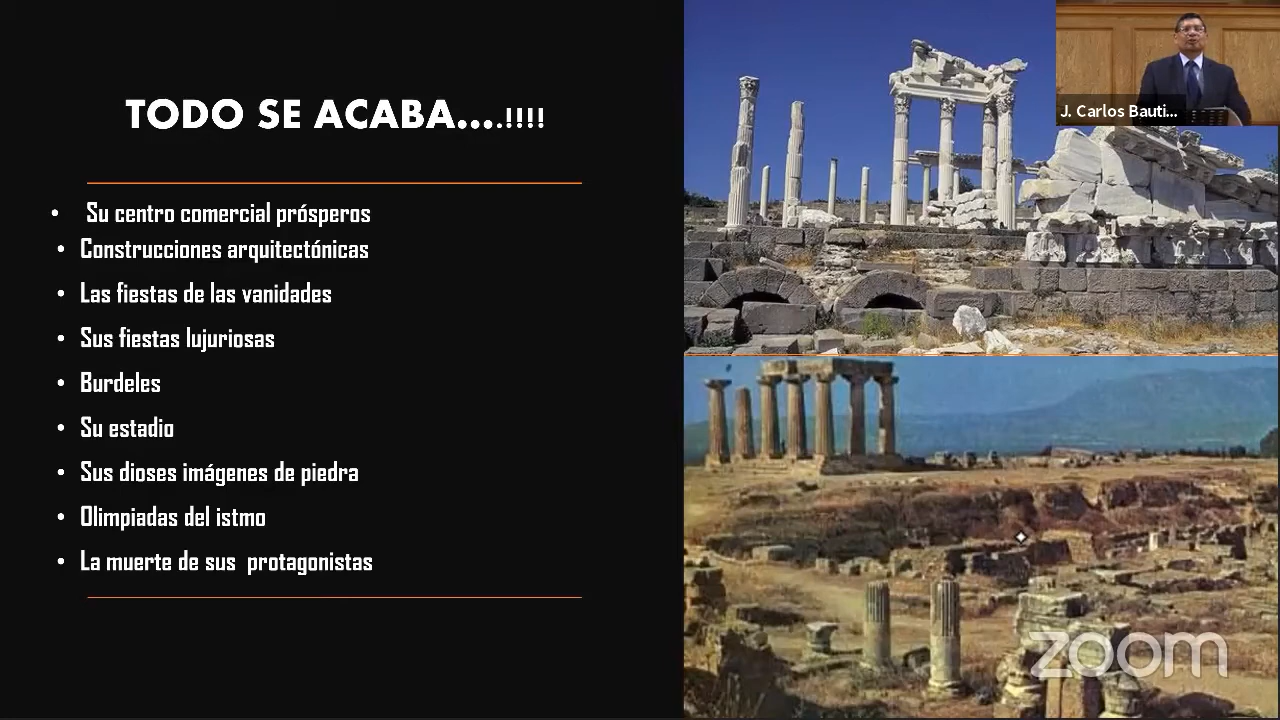 TODO SE ACABA.....!!!!
• Su centro comercial prósperos
• Construcciones arquitectónicas
• Las fiestas de las vanidades
• Sus fiestas lujuriosas
• Burdeles
• Su estadio
• Sus dioses imágenes de piedra
• Olimpiadas del istmo
• La muerte de sus protagonistas
J. Carlos Bauti...
zoom